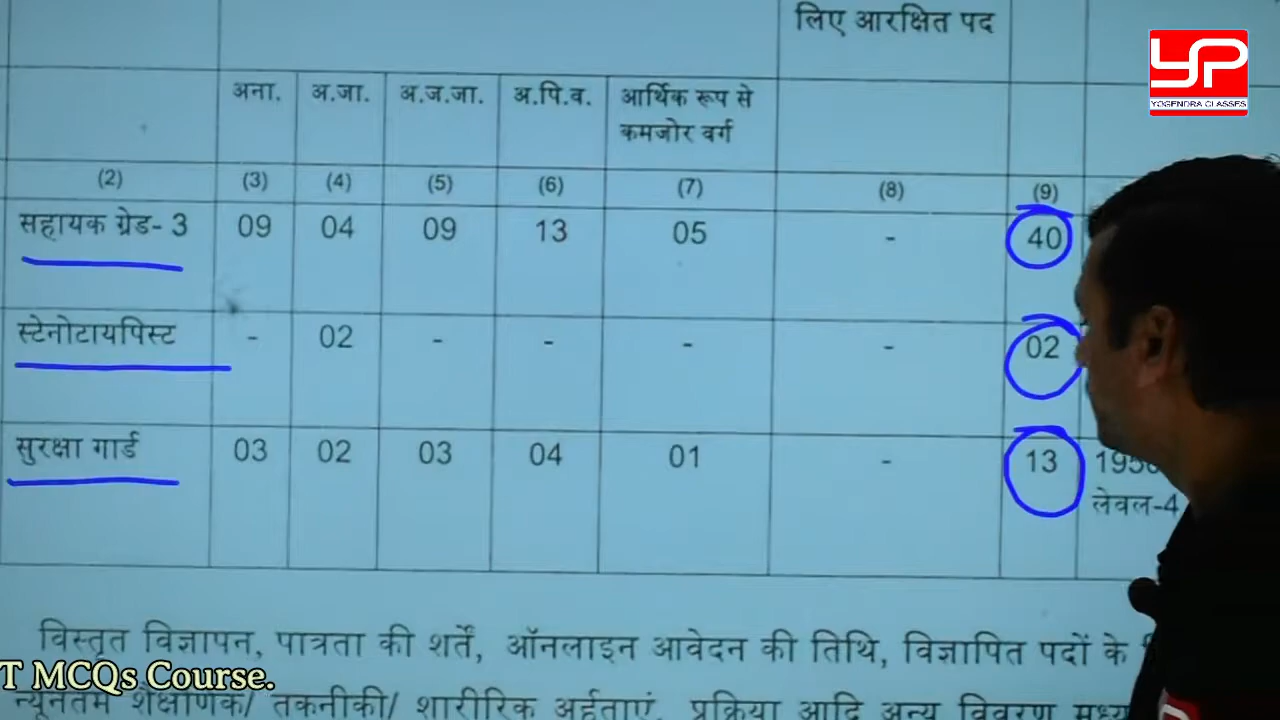 लिए आरक्षित पद
YP
YOGENDRA CLASSES
अना. अ.जा. अ.ज.जा. अ.पि.व. आर्थिक रूप से
कमजोर वर्ग
(2) (3) (4) (5) (6) (7) (8) (9)
सहायक ग्रेड- 3 09 04 09 13 05 - 40
स्टेनोटायपिस्ट - 02 - - - - 02
सुरक्षा गार्ड 03 02 03 04 01 - 13
लेवल-4
विस्तृत विज्ञापन, पात्रता की शर्तें, ऑनलाइन आवेदन की तिथि, विज्ञापित पदों के
T MCQs Course.
न्यूनतम शैक्षणिक/ तकनीकी/ शारीरिक अर्हताएं, प्रक्रिया आदि अन्य विवरण